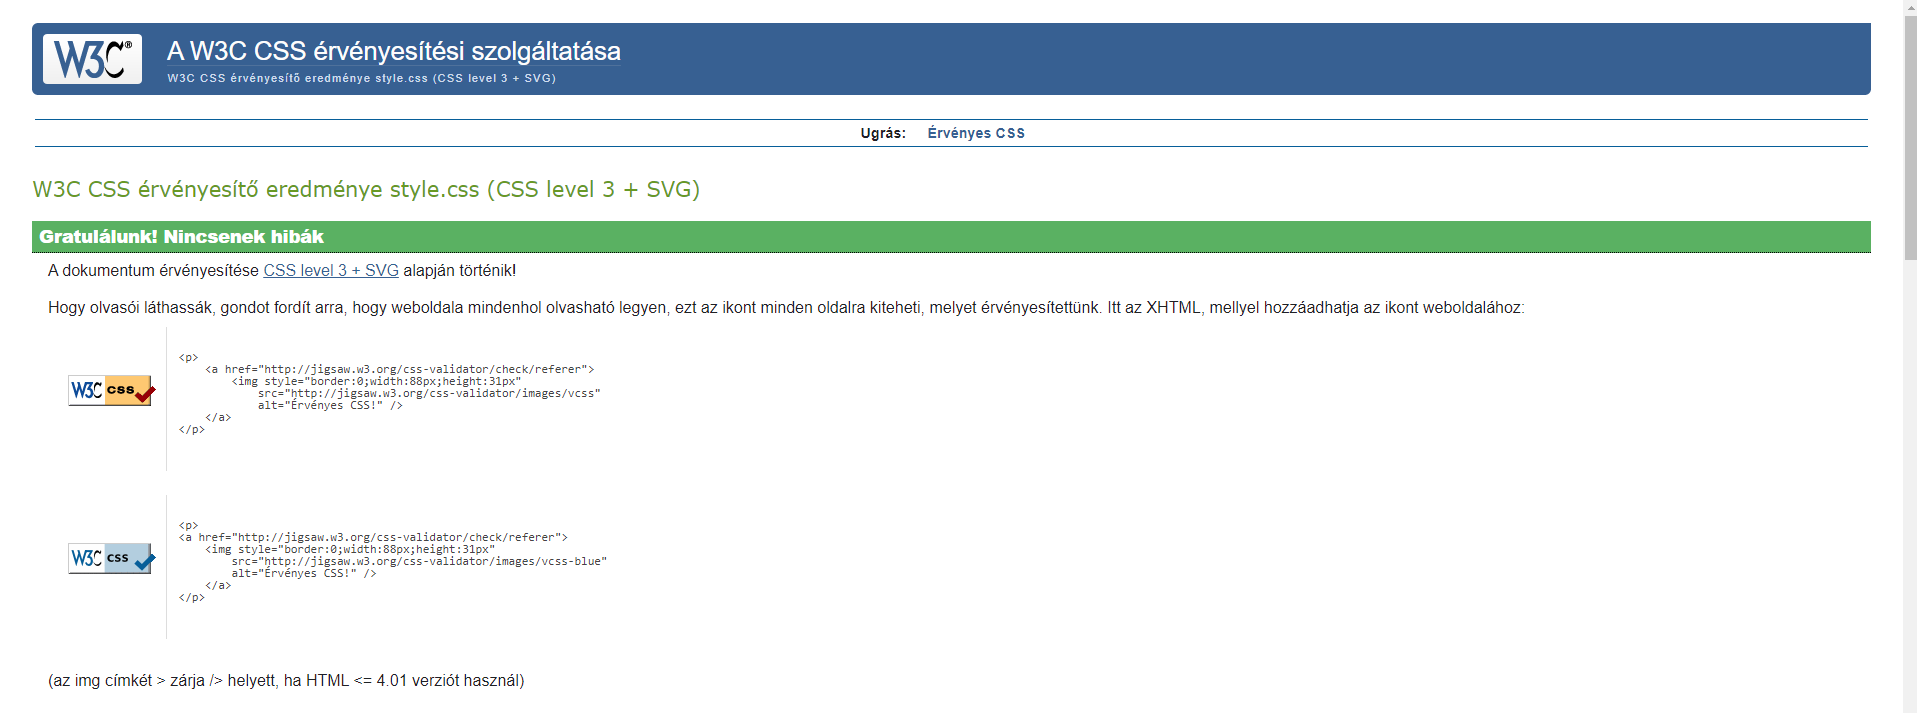 W3C® A W3C CSS érvényesítési szolgáltatása
W3C CSS érvényesítő eredménye style.css (CSS level 3 + SVG)
Ugrás: Érvényes CSS
W3C CSS érvényesítő eredménye style.css (CSS level 3 + SVG)
Gratulálunk! Nincsenek hibák
A dokumentum érvényesítése CSS level 3 + SVG alapján történik!
Hogy olvasói láthassák, gondot fordít arra, hogy weboldala mindenhol olvasható legyen, ezt az ikont minden oldalra kiteheti, melyet érvényesítettünk. Itt az XHTML, mellyel hozzáadhatja az ikont weboldalához:
W3C CSS
<p>
<a href="http://jigsaw.w3.org/css-validator/check/referer">
<img style="border:0;width:88px;height:31px"
src="http://jigsaw.w3.org/css-validator/images/vcss"
alt="Érvényes CSS!" />
</a>
</p>
W3C CSS
<p>
<a href="http://jigsaw.w3.org/css-validator/check/referer">
<img style="border:0;width:88px;height:31px"
src="http://jigsaw.w3.org/css-validator/images/vcss-blue"
alt="Érvényes CSS!" />
</a>
</p>
(az img címkét > zárja /> helyett, ha HTML <= 4.01 verziót használ)